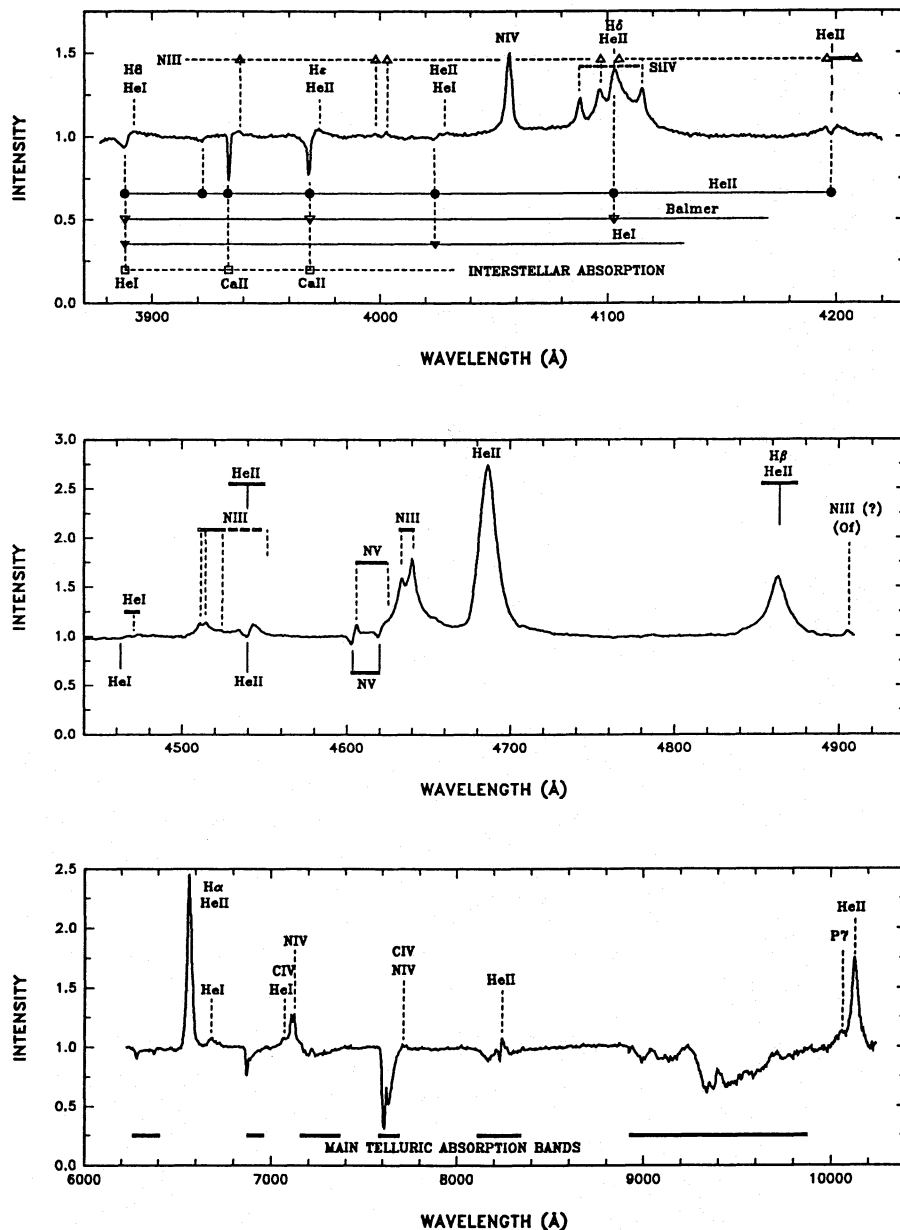 Hδ
NIV HeII HeII
1.5
NIII
Hθ Hε HeII SiIV
HeI HeII HeI
1.0
HeII
0.5
Balmer
HeI
INTERSTELLAR ABSORPTION
HeI CaII CaII
0.0
3900 4000 4100 4200
WAVELENGTH (Å)
INTENSITY
3.0
HeII
Hβ
HeII HeII
2.5
NIII (?)
(Of)
NIII NIII
2.0
NV
1.5
HeI
1.0
HeI HeII NV
0.5
0.0
4500 4600 4700 4800 4900
WAVELENGTH (Å)
INTENSITY
2.5
Hα
HeII
HeII
P7
2.0
NIV
CIV
NIV
CIV
HeI HeI HeII
1.5
1.0
0.5
MAIN TELLURIC ABSORPTION BANDS
0.0
6000 7000 8000 9000 10000
WAVELENGTH (Å)
INTENSITY